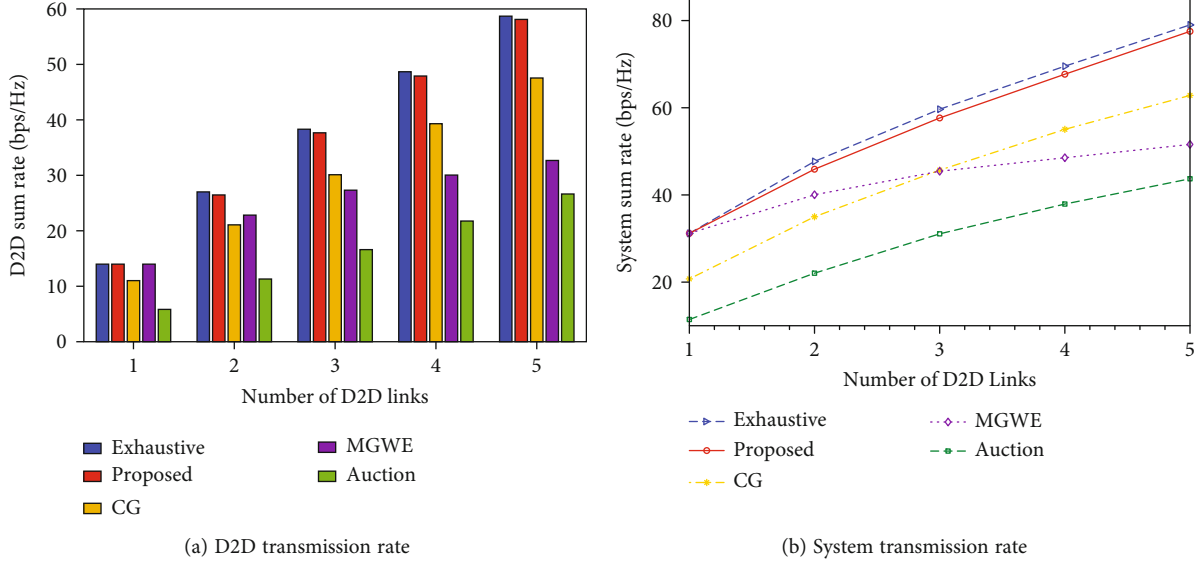 60
50
40
30
20
10
0
D2D sum rate (bps/Hz)
1 2 3 4 5
Number of D2D links
Exhaustive
Proposed
CG
MGWE
Auction
(a) D2D transmission rate
80
60
40
20
System sum rate (bps/Hz)
1 2 3 4 5
Number of D2D Links
Exhaustive
Proposed
CG
MGWE
Auction
(b) System transmission rate